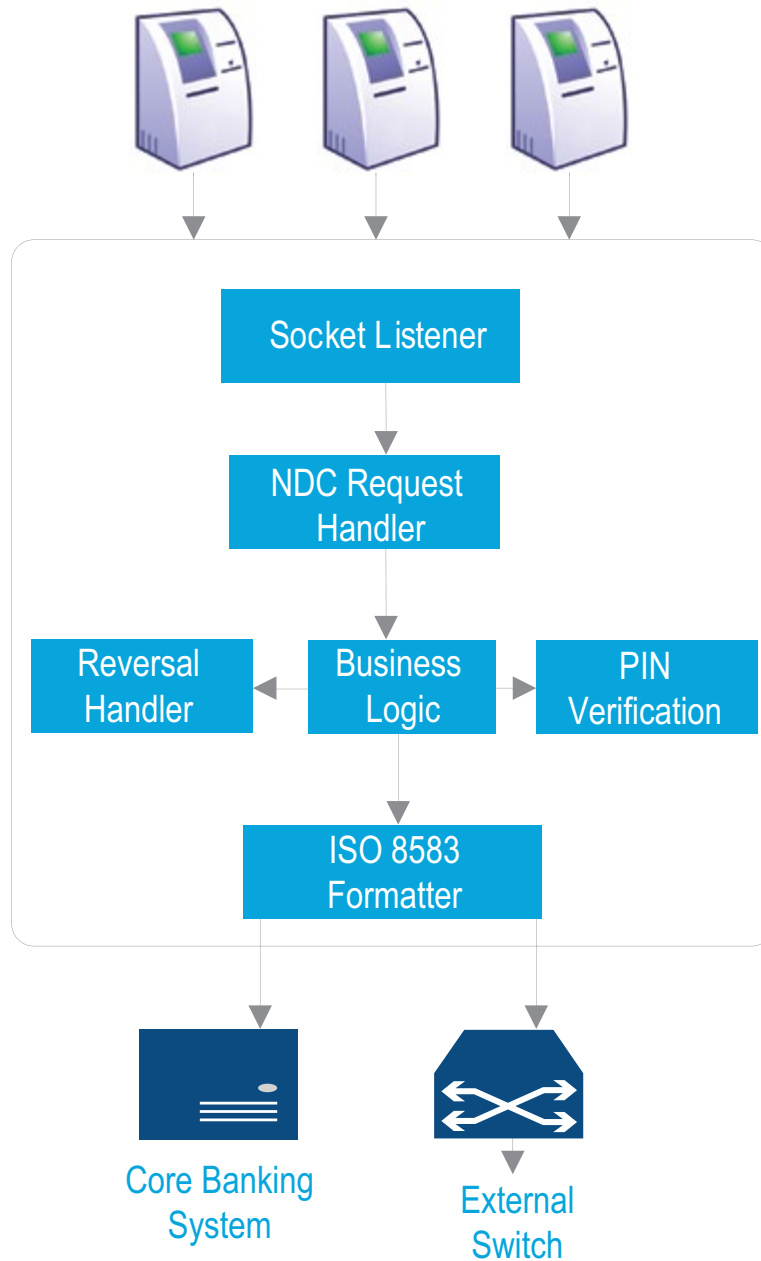 Socket Listener
NDC Request
Handler
Reversal
Handler
Business
Logic
PIN
Verification
ISO 8583
Formatter
Core Banking
System
External
Switch